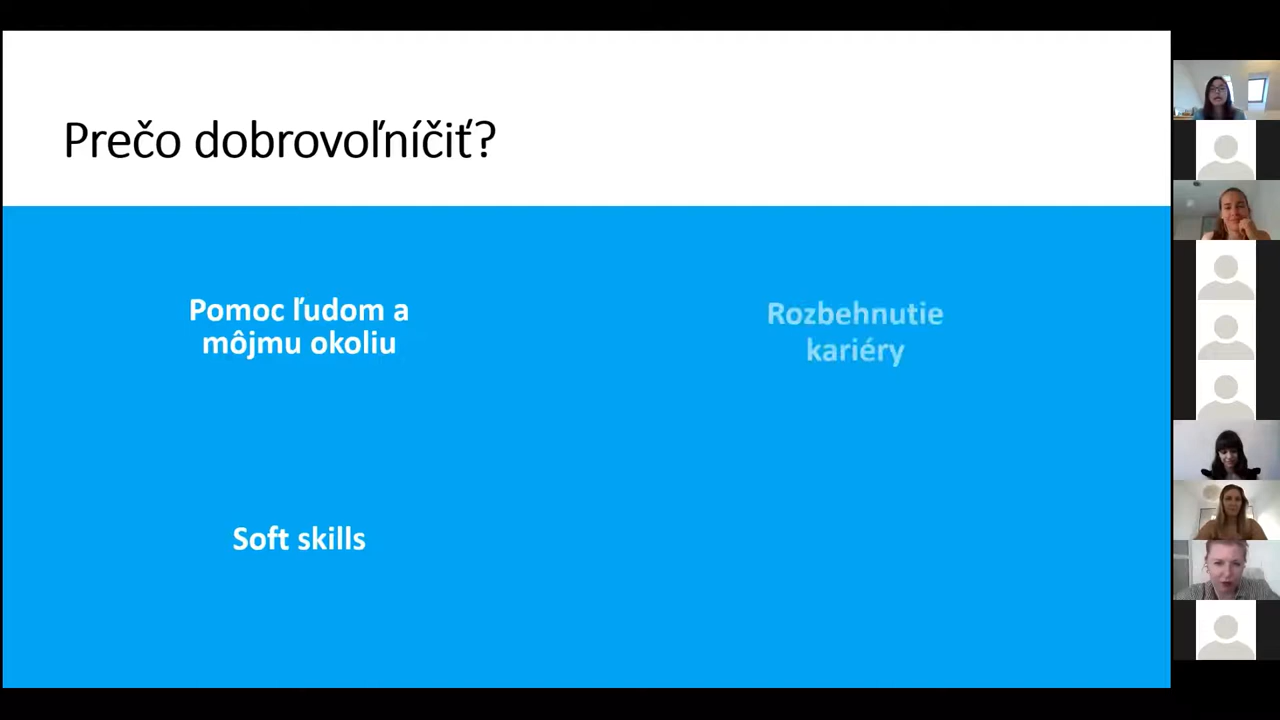 Prečo dobrovoľníčiť?
Pomoc ľudom a
môjmu okoliu
Rozbehnutie
kariéry
Soft skills